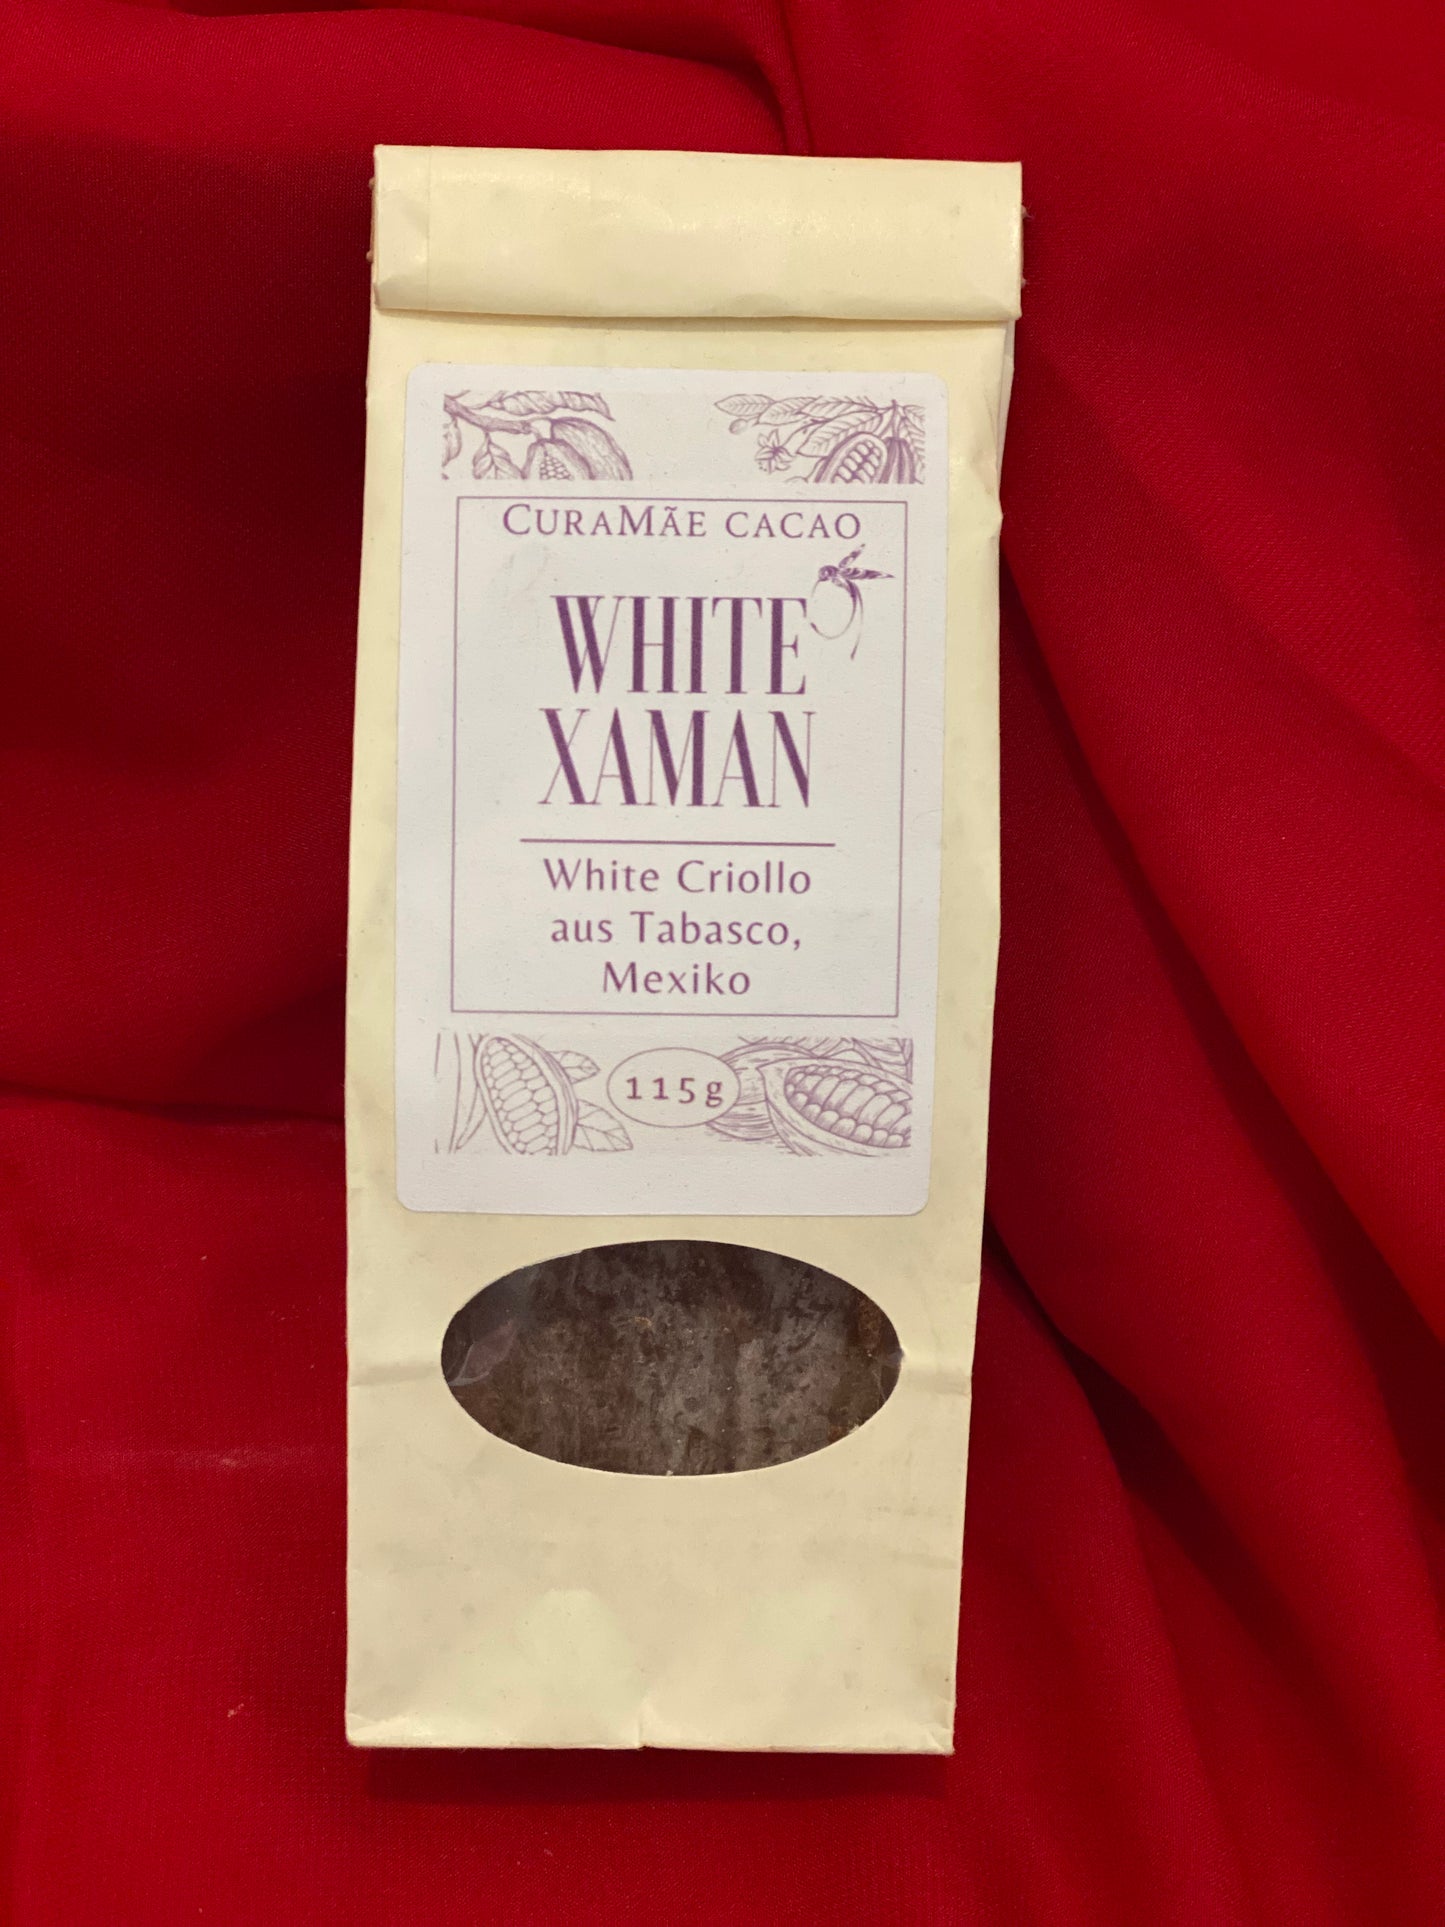 CURAMÃE CACAO
WHITE
XAMAN
White Criollo
aus Tabasco,
Mexiko
115g